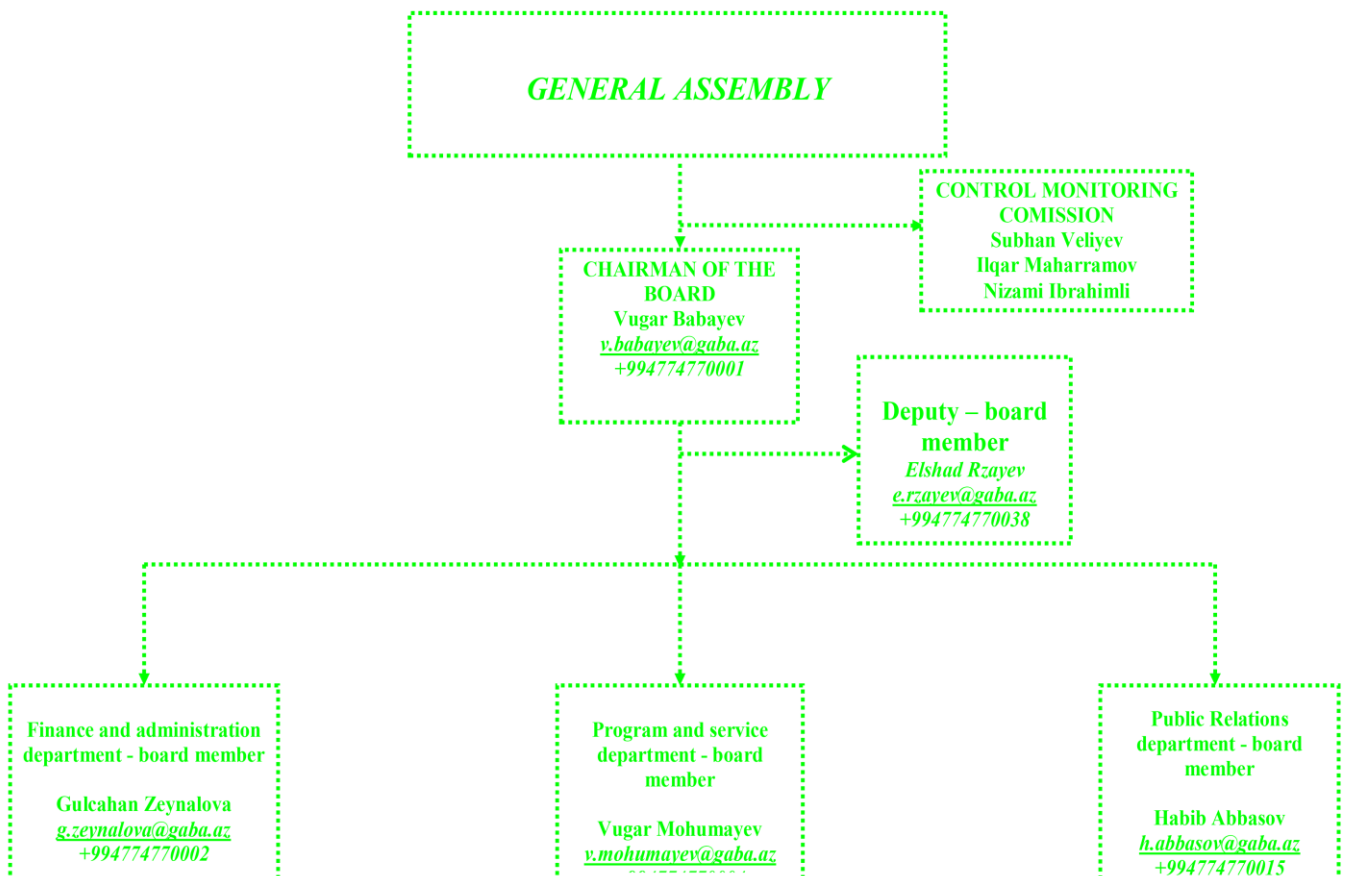 GENERAL ASSEMBLY
CONTROL MONITORING
COMISSION
Subhan Veliyev
Ilqar Maharramov
Nizami Ibrahimli
CHAIRMAN OF THE
BOARD
Vugar Babayev
v.babayev@gaba.az
+994774770001
Deputy – board
member
Elshad Rzayev
e.rzayev@gaba.az
+994774770038
Finance and administration
department - board member
Gulcahan Zeynalova
g.zeynalova@gaba.az
+994774770002
Program and service
department - board
member
Vugar Mohumayev
v.mohumayev@gaba.az
Public Relations
department - board
member
Habib Abbasov
h.abbasov@gaba.az
+994774770015